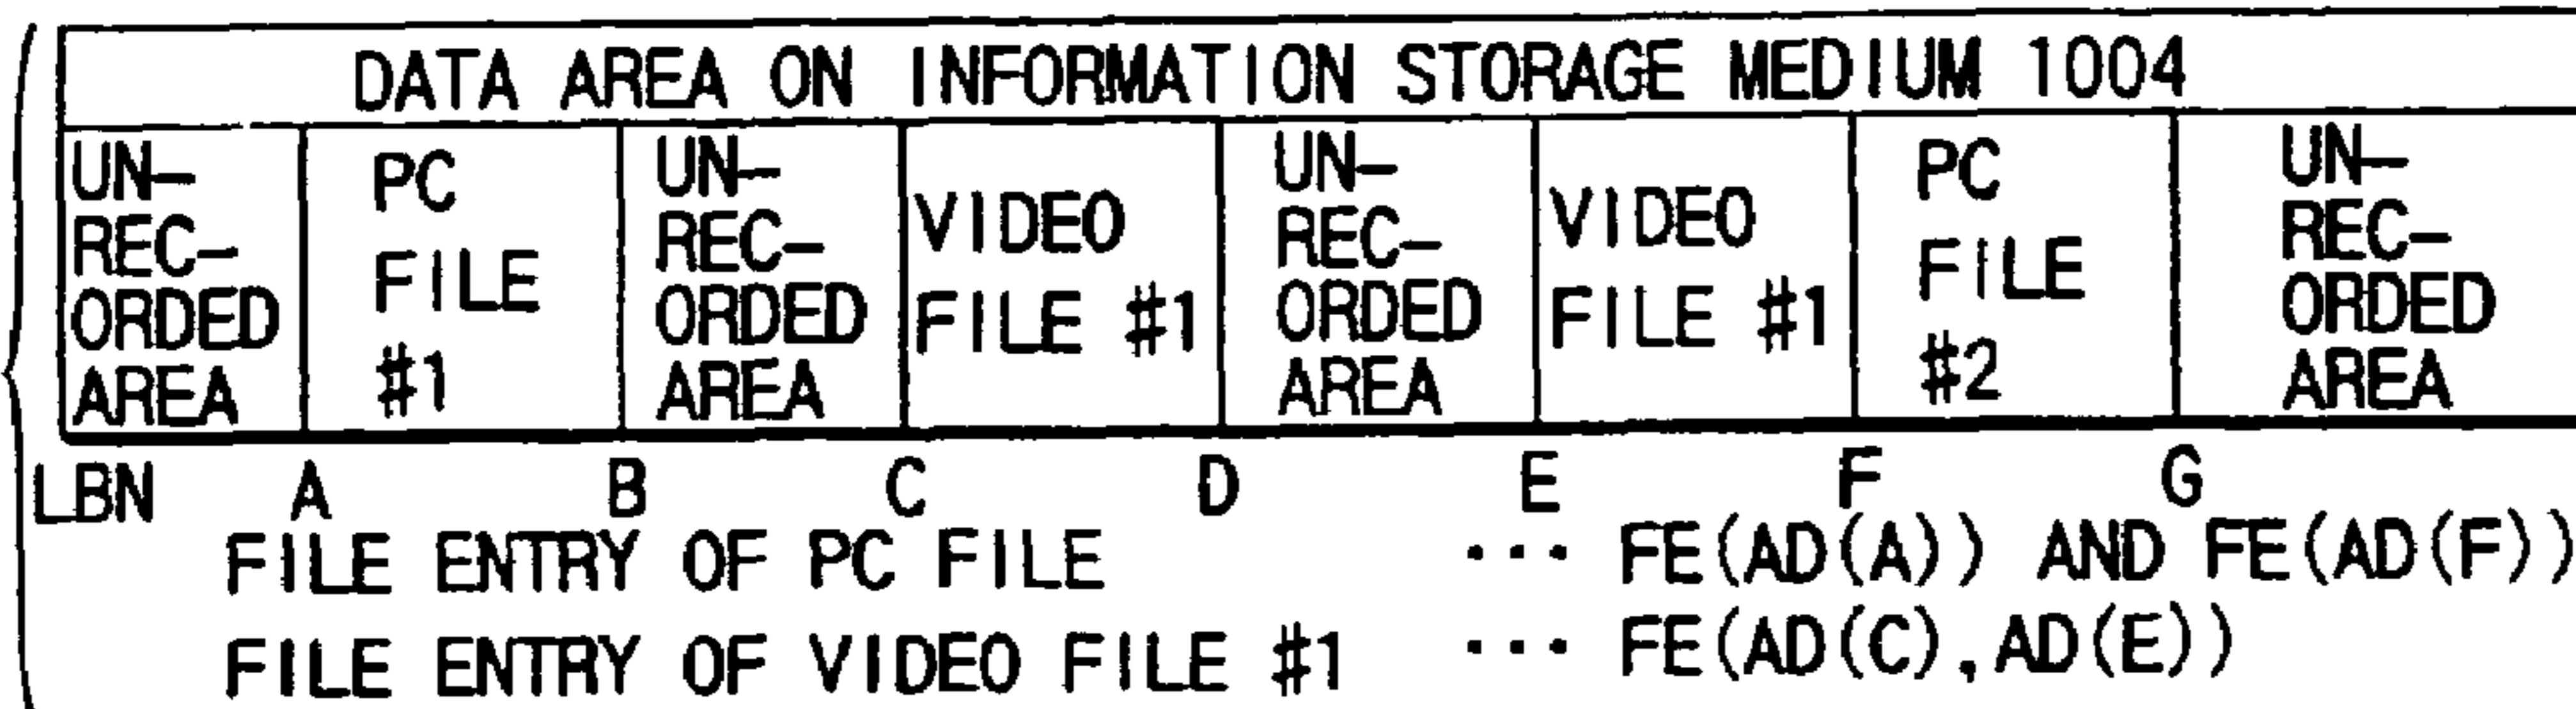 DATA AREA ON INFORMATION STORAGE MEDIUM 1004
UN-
REC-
ORDED
AREA
PC
FILE
#1
UN-
REC-
ORDED
AREA
VIDEO
FILE #1
UN-
REC-
ORDED
AREA
VIDEO
FILE #1
PC
FILE
#2
UN-
REC-
ORDED
AREA
LBN A B C D E F G
FILE ENTRY OF PC FILE ... FE(AD(A)) AND FE(AD(F))
FILE ENTRY OF VIDEO FILE #1 ... FE(AD(C),AD(E))